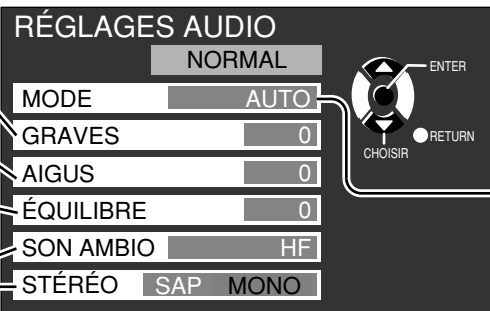 RÉGLAGES AUDIO
NORMAL
MODE AUTO
GRAVES 0
AIGUS 0
ÉQUILIBRE 0
SON AMBIO HF
STÉRÉO SAP MONO
ENTER
RETURN
CHOISIR